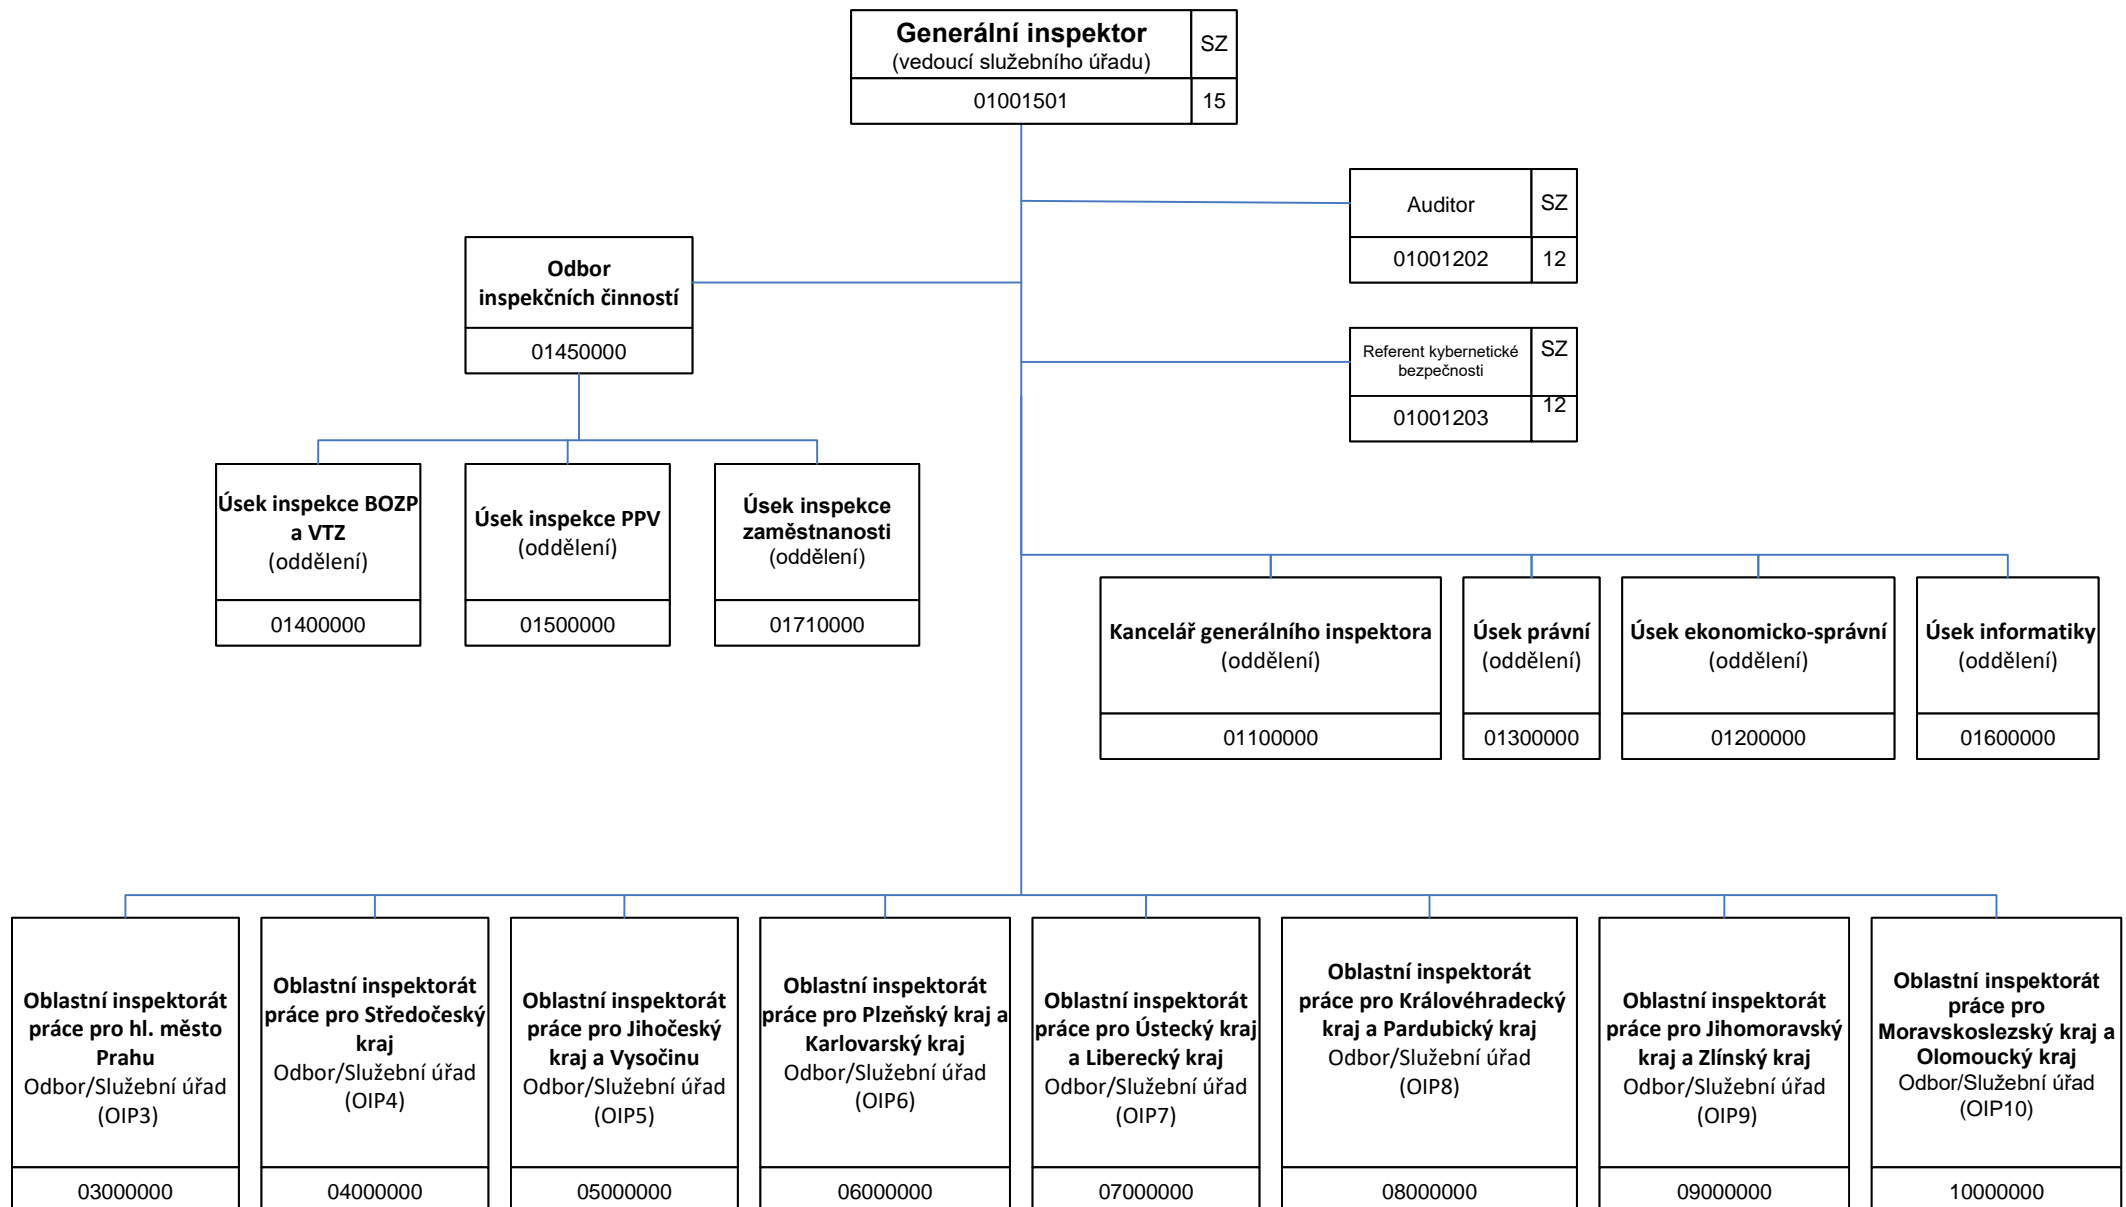 Generální inspektor
(vedoucí služebního úřadu)
SZ
01001501
15
Auditor
SZ
01001202
12
Odbor
inspekčních činností
01450000
Referent kybernetické
bezpečnosti
SZ
01001203
12
Úsek inspekce BOZP
a VTZ
(oddělení)
01400000
Úsek inspekce PPV
(oddělení)
01500000
Úsek inspekce
zaměstnanosti
(oddělení)
01710000
Kancelář generálního inspektora
(oddělení)
01100000
Úsek právní
(oddělení)
01300000
Úsek ekonomicko-správní
(oddělení)
01200000
Úsek informatiky
(oddělení)
01600000
Oblastní inspektorát
práce pro hl. město
Prahu
Odbor/Služební úřad
(OIP3)
03000000
Oblastní inspektorát
práce pro Středočeský
kraj
Odbor/Služební úřad
(OIP4)
04000000
Oblastní inspektorát
práce pro Jihočeský
kraj a Vysočinu
Odbor/Služební úřad
(OIP5)
05000000
Oblastní inspektorát
práce pro Plzeňský kraj a
Karlovarský kraj
Odbor/Služební úřad
(OIP6)
06000000
Oblastní inspektorát
práce pro Ústecký kraj
a Liberecký kraj
Odbor/Služební úřad
(OIP7)
07000000
Oblastní inspektorát
práce pro Královéhradecký
kraj a Pardubický kraj
Odbor/Služební úřad
(OIP8)
08000000
Oblastní inspektorát
práce pro Jihomoravský
kraj a Zlínský kraj
Odbor/Služební úřad
(OIP9)
09000000
Oblastní inspektorát
práce pro
Moravskoslezský kraj a
Olomoucký kraj
Odbor/Služební úřad
(OIP10)
10000000